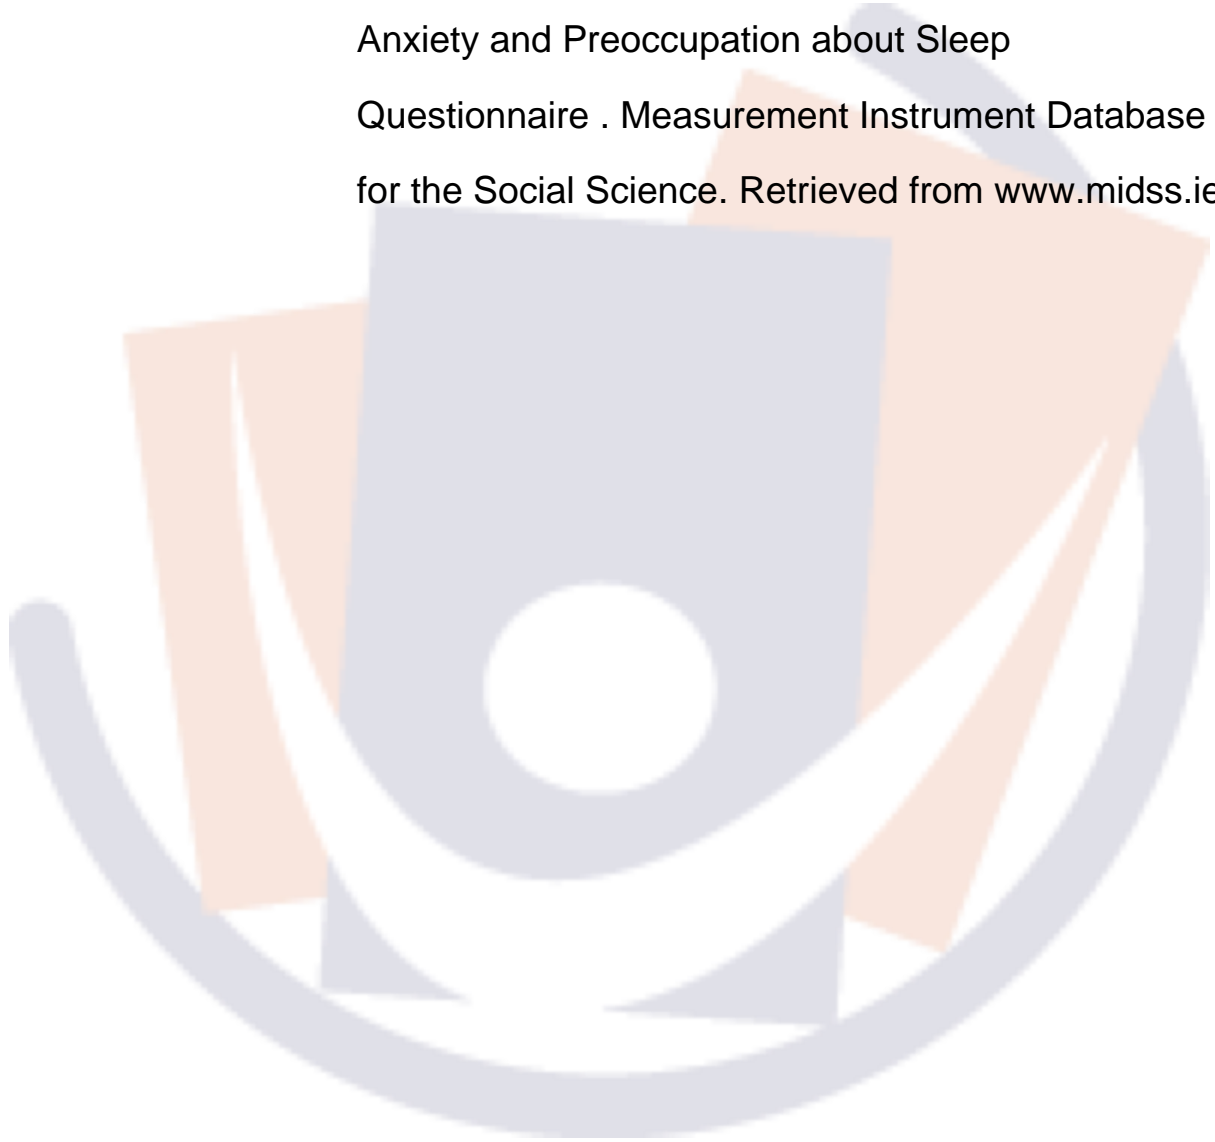 Anxiety and Preoccupation about Sleep
Questionnaire . Measurement Instrument Database
for the Social Science. Retrieved from www.midss.ie